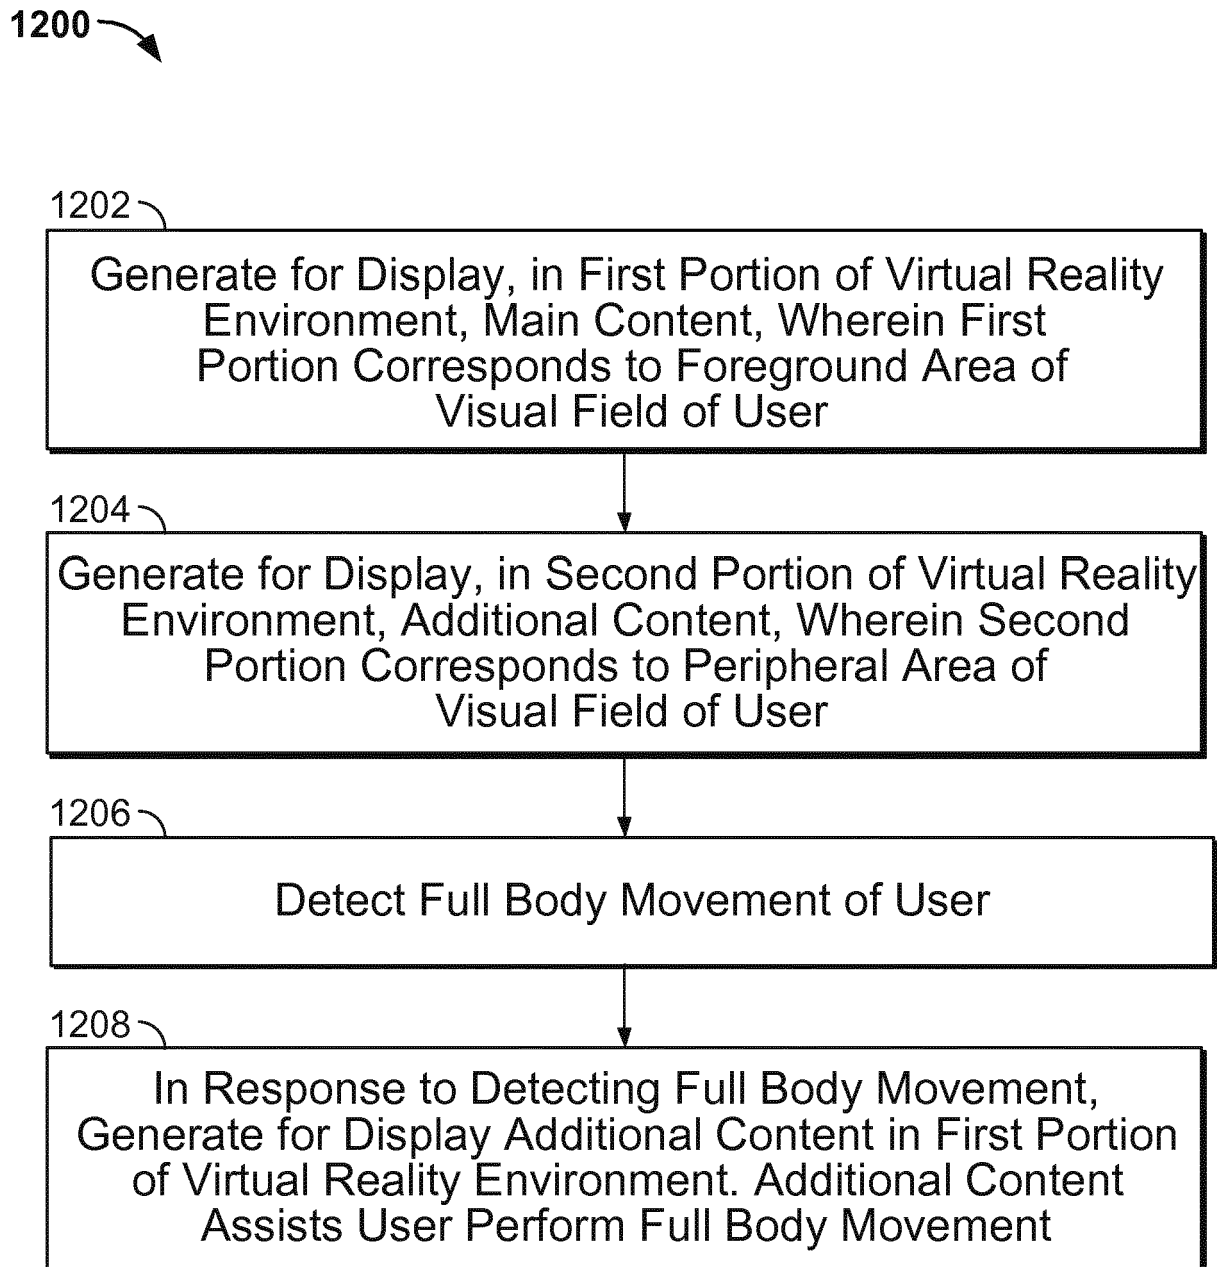 1200
1202
Generate for Display, in First Portion of Virtual Reality
Environment, Main Content, Wherein First
Portion Corresponds to Foreground Area of
Visual Field of User
1204
Generate for Display, in Second Portion of Virtual Reality
Environment, Additional Content, Wherein Second
Portion Corresponds to Peripheral Area of
Visual Field of User
1206
Detect Full Body Movement of User
1208
In Response to Detecting Full Body Movement,
Generate for Display Additional Content in First Portion
of Virtual Reality Environment. Additional Content
Assists User Perform Full Body Movement